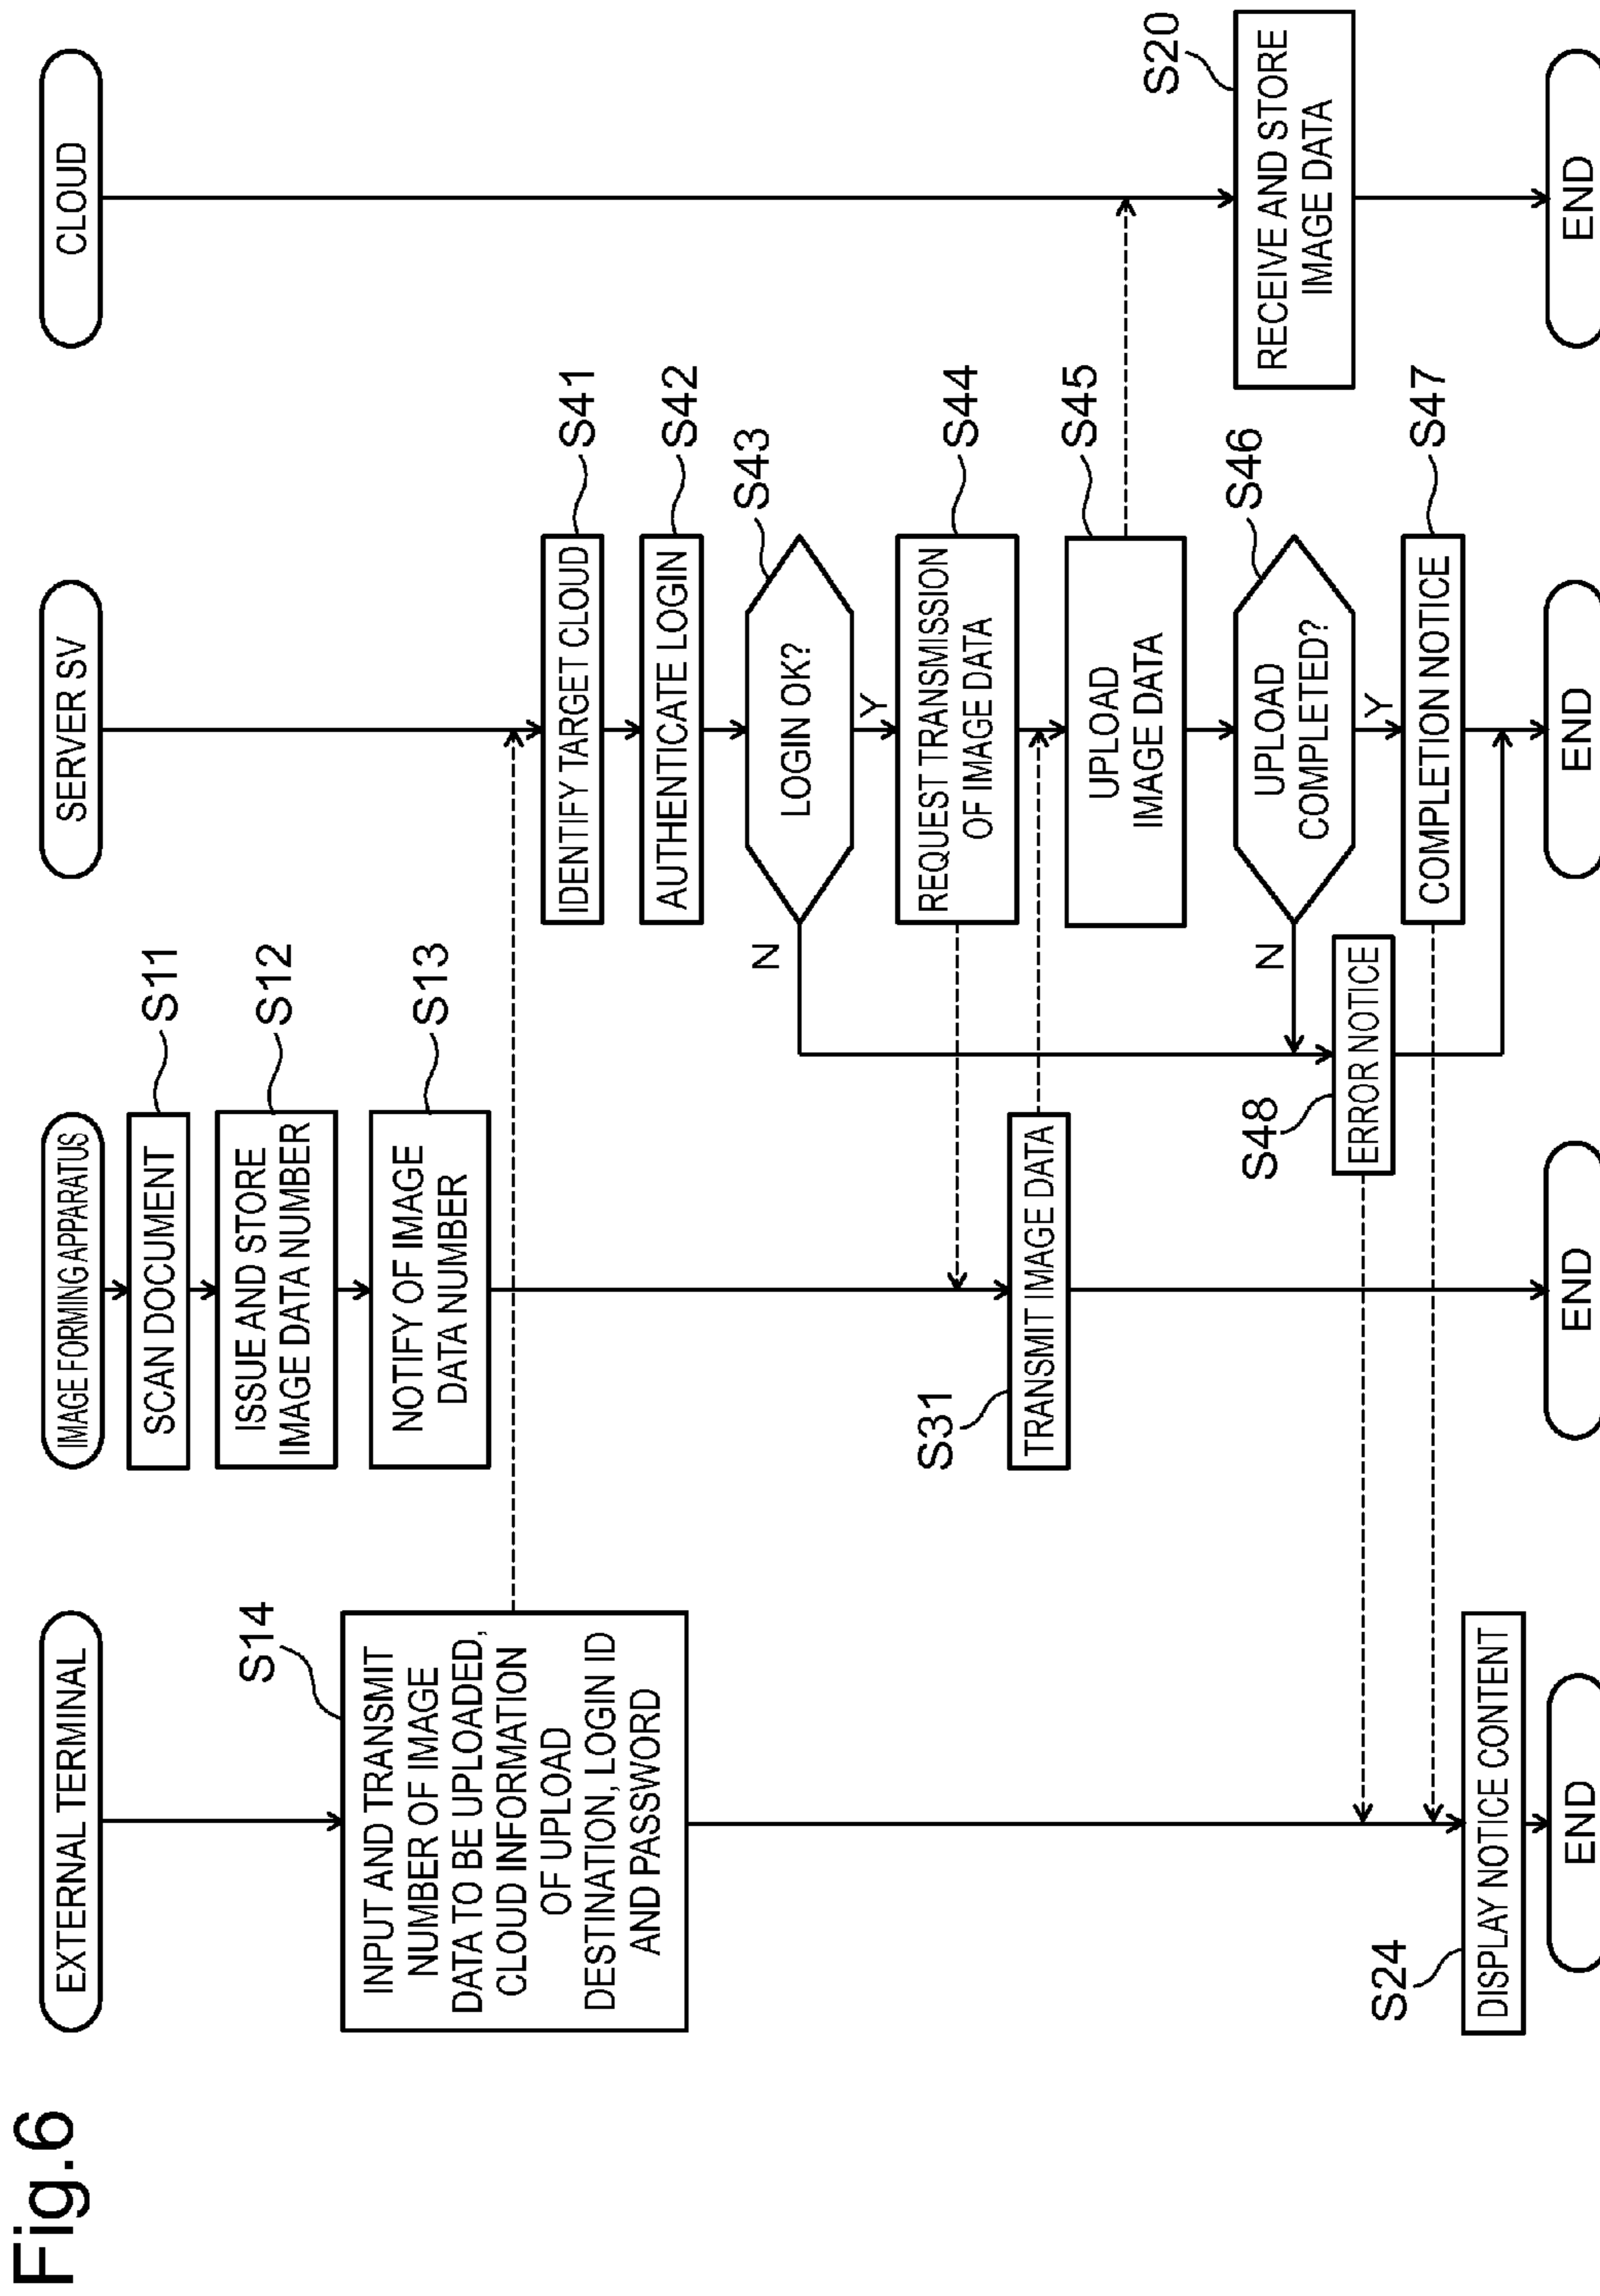 Fig.6
EXTERNAL TERMINAL
S14
INPUT AND TRANSMIT
NUMBER OF IMAGE
DATA TO BE UPLOADED,
CLOUD INFORMATION
OF UPLOAD
DESTINATION, LOGIN ID
AND PASSWORD
S24
DISPLAY NOTICE CONTENT
END
IMAGE FORMING APPARATUS
SCAN DOCUMENT
S11
ISSUE AND STORE
IMAGE DATA NUMBER
S12
NOTIFY OF IMAGE
DATA NUMBER
S13
S31
TRANSMIT IMAGE DATA
END
SERVER SV
IDENTIFY TARGET CLOUD
S41
AUTHENTICATE LOGIN
S42
LOGIN OK?
S43
N
Y
REQUEST TRANSMISSION
OF IMAGE DATA
S44
UPLOAD
IMAGE DATA
S45
UPLOAD
COMPLETED?
S46
N
Y
S48
ERROR NOTICE
COMPLETION NOTICE
S47
END
CLOUD
S20
RECEIVE AND STORE
IMAGE DATA
END